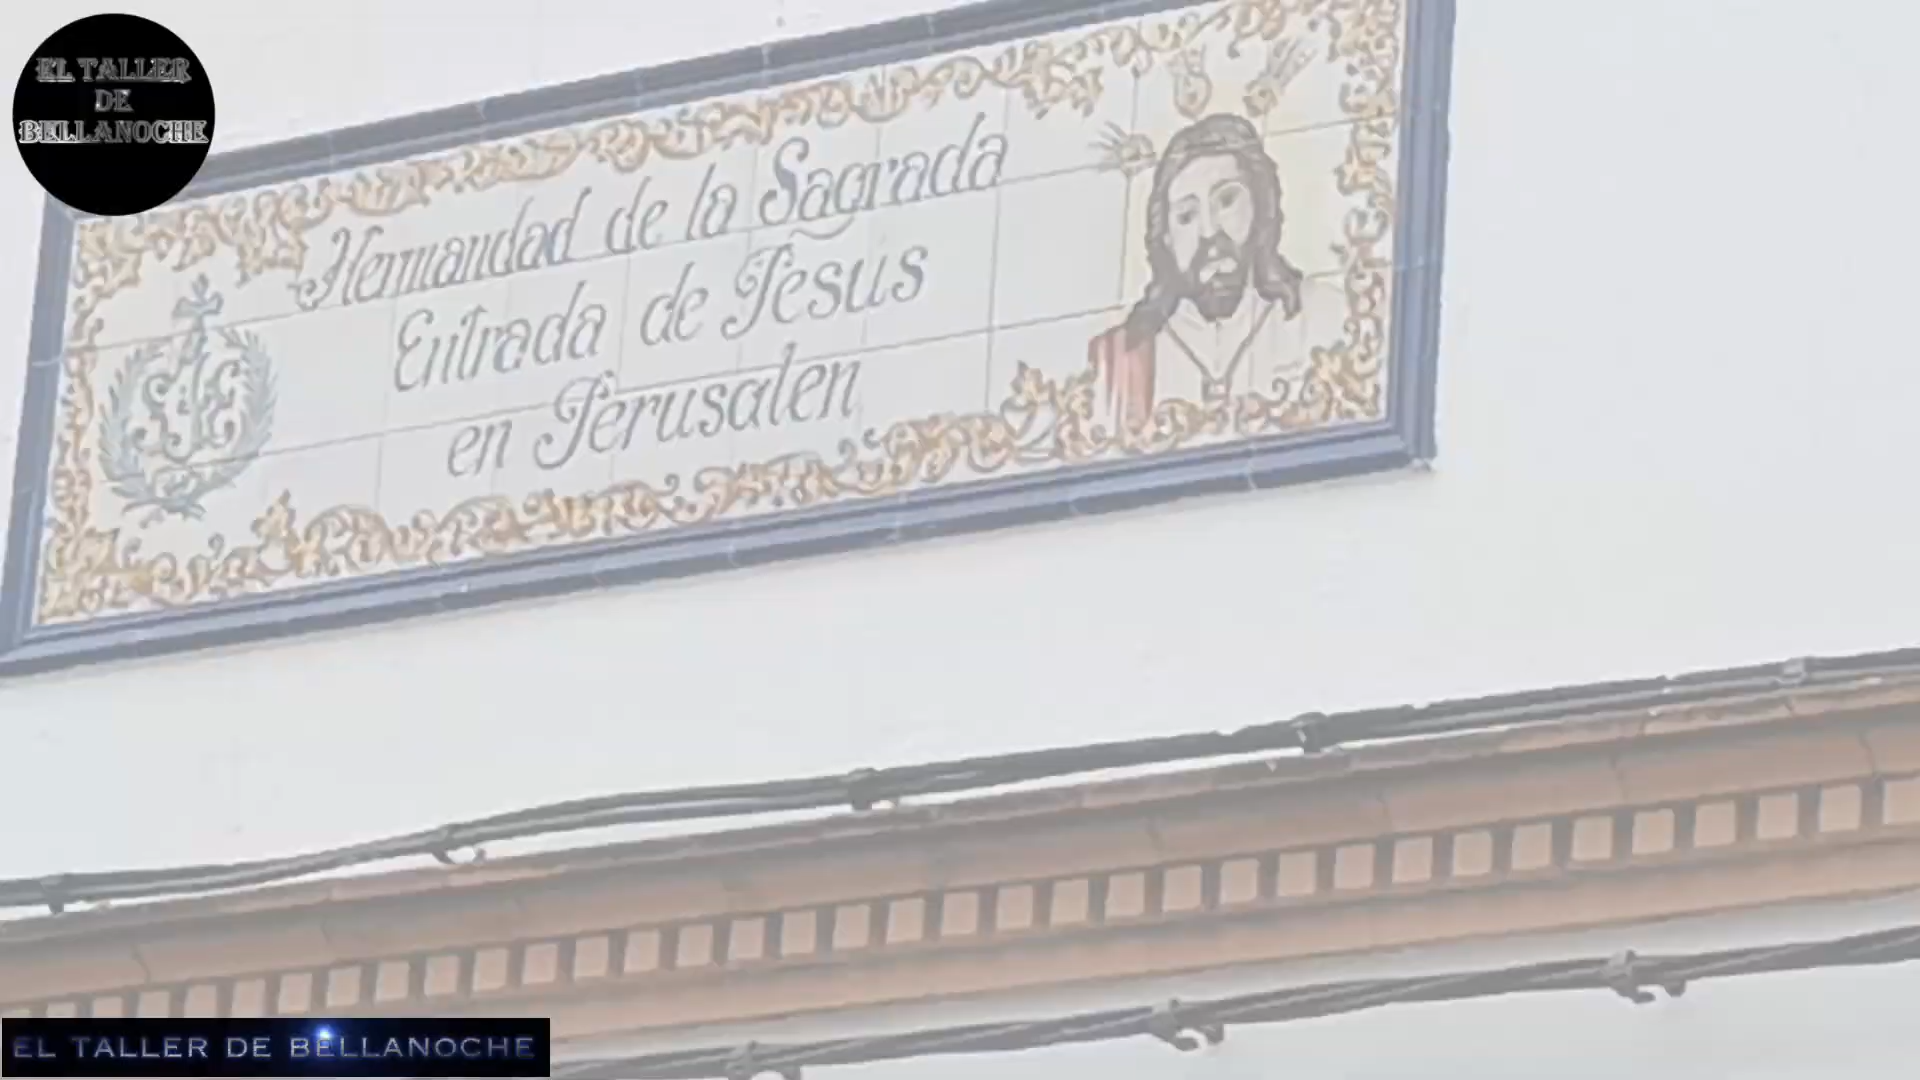 EL TALLER
DE
BELLANOCHE
Hermandad de la Sagrada
Entrada de Jesus
en Jerusalen
EL TALLER DE BELLANOCHE